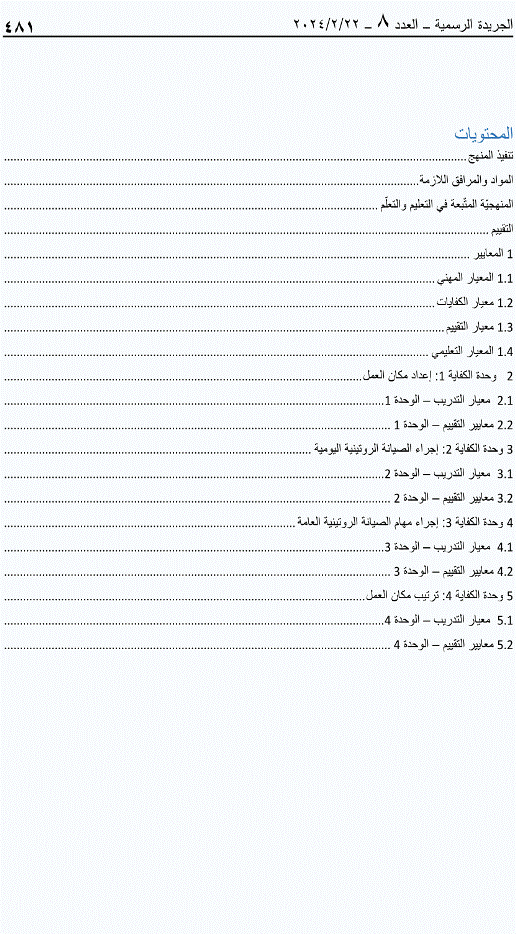 الجريدة الرسمية ــ العدد ٨ ــ ٢٠٢٤/٢/٢٢ ٤٨١
المحتويات
تنفيذ المنهج
المواد والمرافق اللازمة
المنهجيّة المتّبعة في التعليم والتعلّم
التقييم
1 المعايير
1.1 المعيار المهني
1.2 معيار الكفايات
1.3 معيار التقييم
1.4 المعيار التعليمي
2 وحدة الكفاية 1: إعداد مكان العمل
2.1 معيار التدريب – الوحدة 1
2.2 معايير التقييم – الوحدة 1
3 وحدة الكفاية 2: إجراء الصيانة الروتينية اليومية
3.1 معيار التدريب – الوحدة 2
3.2 معايير التقييم – الوحدة 2
4 وحدة الكفاية 3: إجراء مهام الصيانة الروتينية العامة
4.1 معيار التدريب – الوحدة 3
4.2 معايير التقييم – الوحدة 3
5 وحدة الكفاية 4: ترتيب مكان العمل
5.1 معيار التدريب – الوحدة 4
5.2 معايير التقييم – الوحدة 4